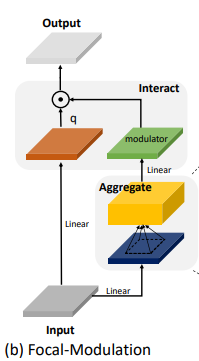 Output
Interact
q
modulator
Linear
Aggregate
Linear
Linear
Input
(b) Focal-Modulation